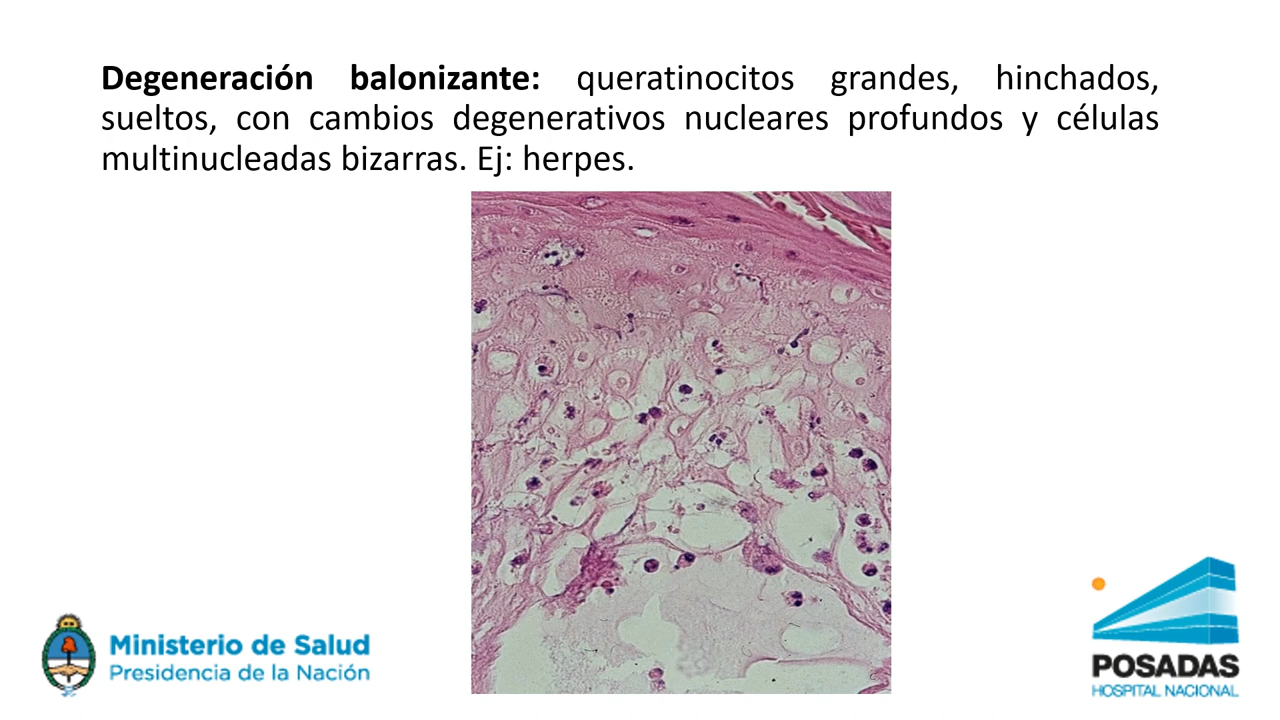 Degeneración balonizante: queratinocitos grandes, hinchados,
sueltos, con cambios degenerativos nucleares profundos y células
multinucleadas bizarras. Ej: herpes.
Ministerio de Salud
Presidencia de la Nación
POSADAS
HOSPITAL NACIONAL